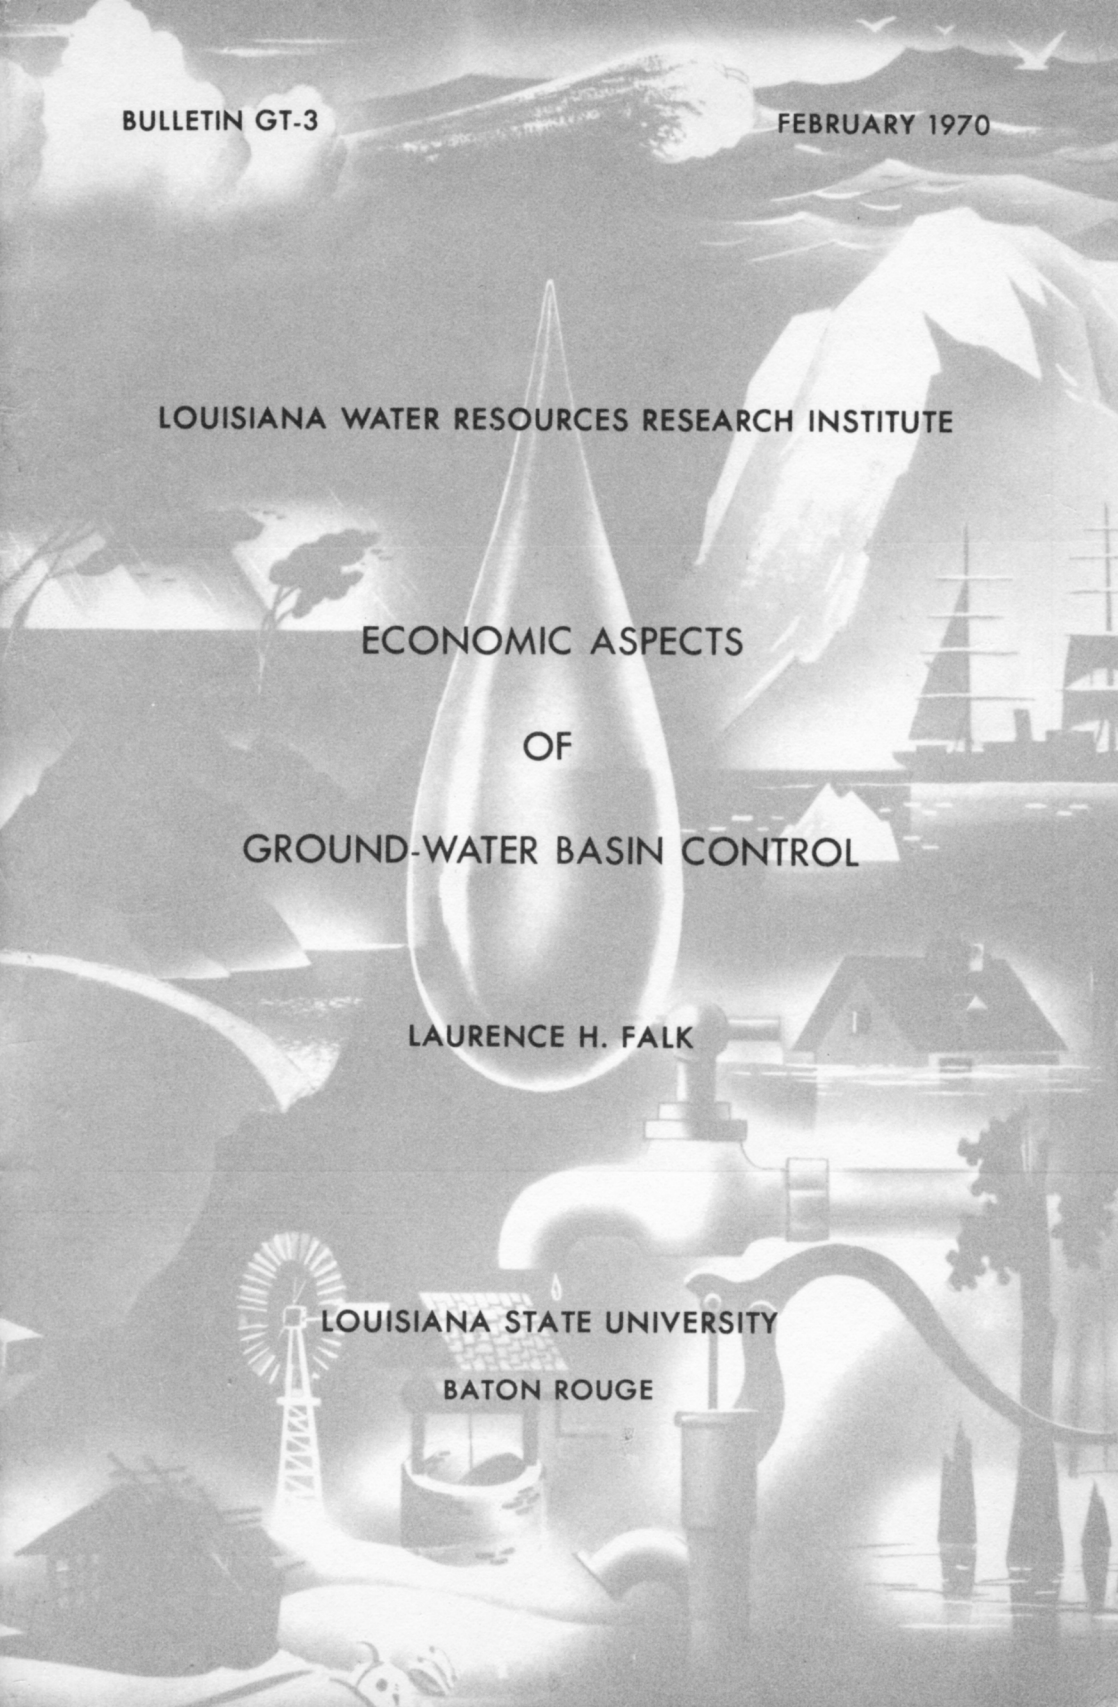 BULLETIN GT-3
FEBRUARY 1970
LOUISIANA WATER RESOURCES RESEARCH INSTITUTE
ECONOMIC ASPECTS
OF
GROUND-WATER BASIN CONTROL
LAURENCE H. FALK
LOUISIANA STATE UNIVERSITY
BATON ROUGE